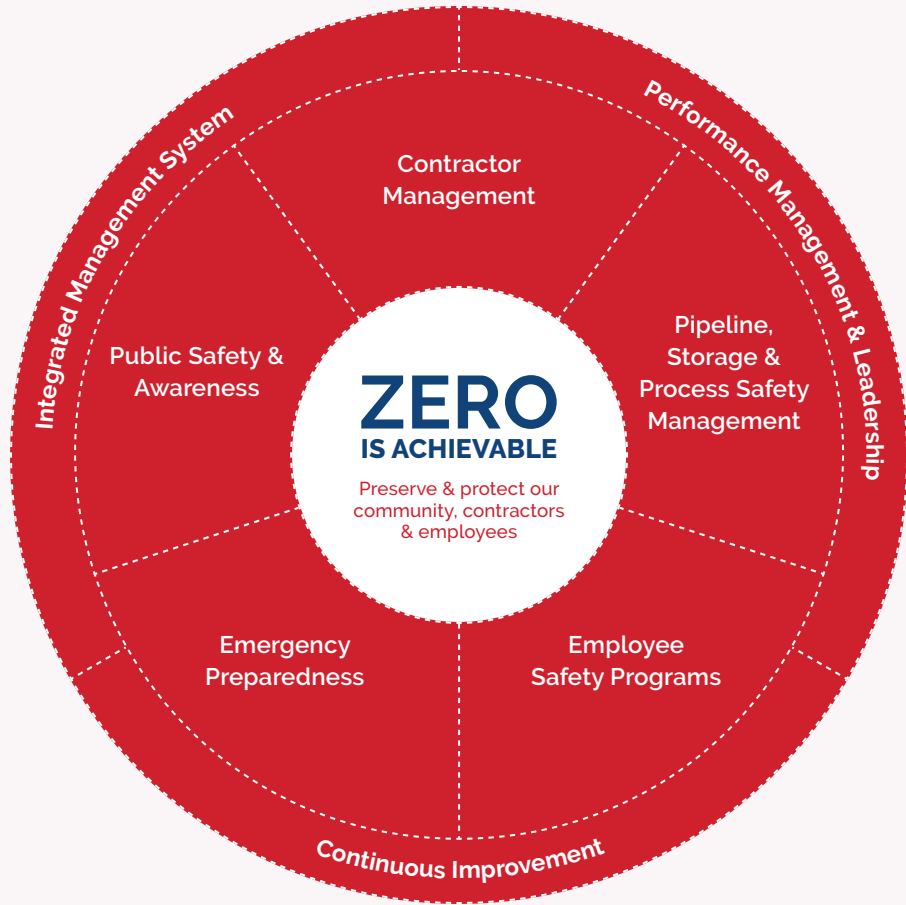 Integrated Management System
Performance Management & Leadership
Contractor
Management
Public Safety &
Awareness
Pipeline,
Storage &
Process Safety
Management
ZERO
IS ACHIEVABLE
Preserve & protect our
community, contractors
& employees
Emergency
Preparedness
Employee
Safety Programs
Continuous Improvement